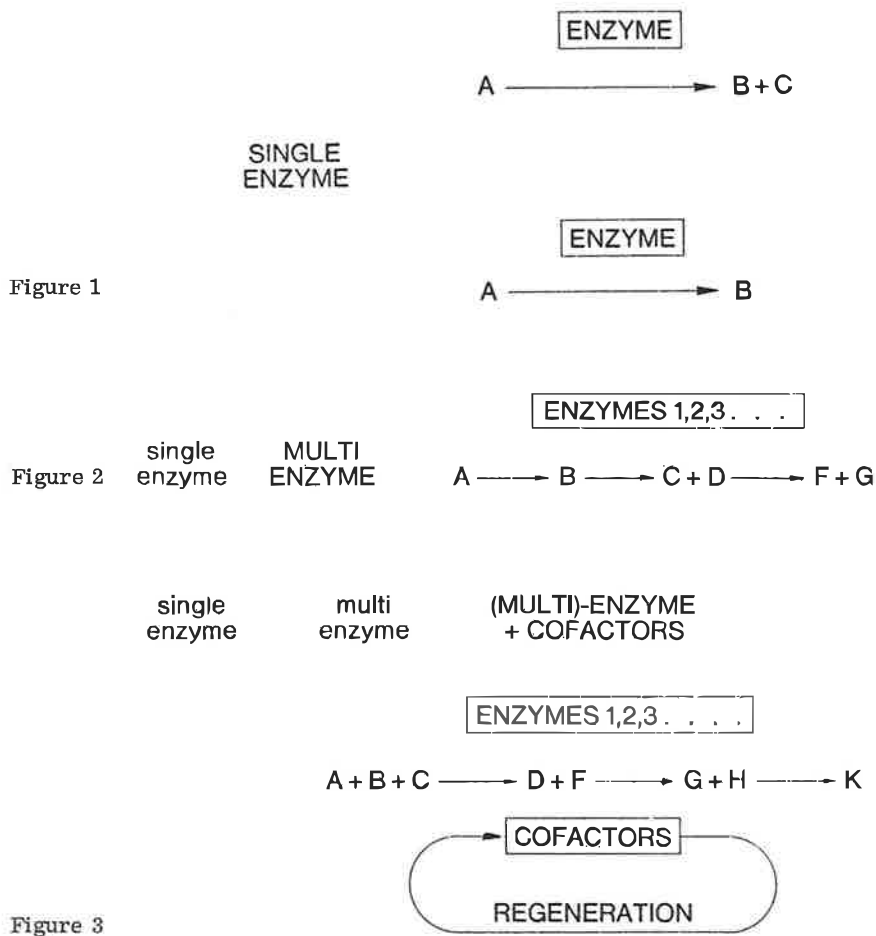 ENZYME
A → B + C
SINGLE
ENZYME
ENZYME
Figure 1
A → B
ENZYMES 1,2,3 . . .
single
enzyme
MULTI
ENZYME
Figure 2
A → B → C + D → F + G
single
enzyme
multi
enzyme
(MULTI)-ENZYME
+ COFACTORS
ENZYMES 1,2,3 . . . .
A + B + C → D + F → G + H → K
COFACTORS
REGENERATION
Figure 3